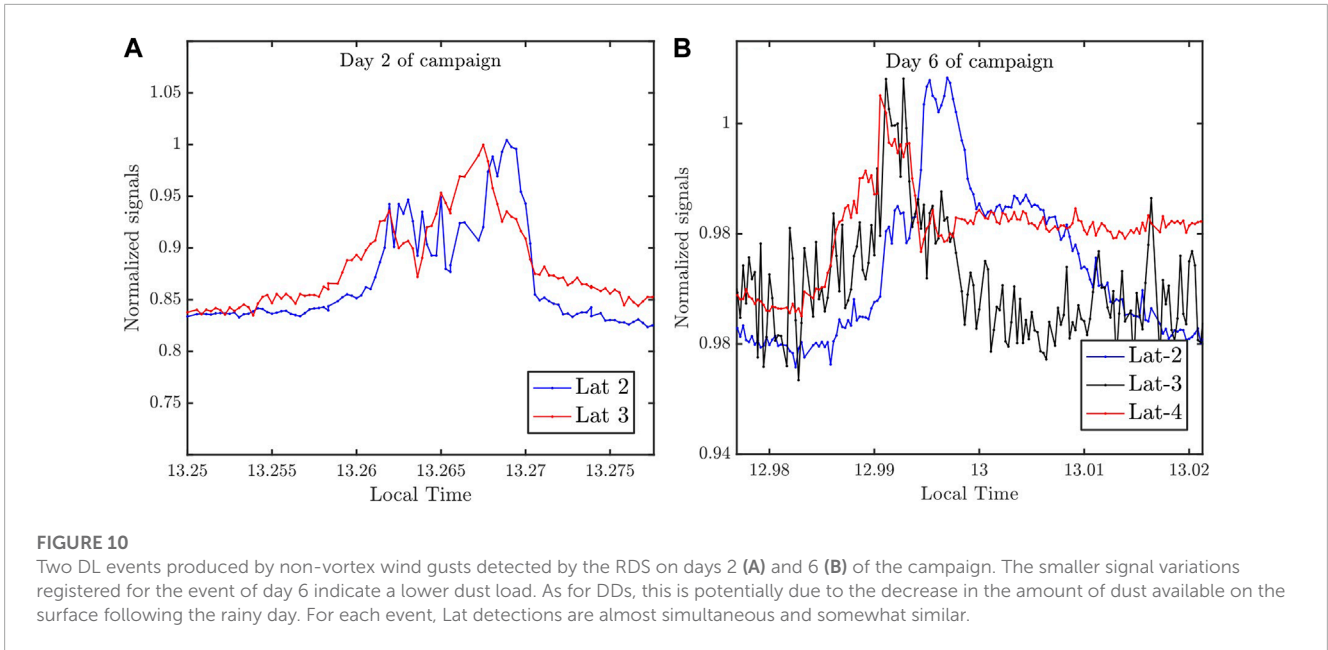 A
Day 2 of campaign
1.05
1
0.95
0.9
0.85
0.8
0.75
Normalized signals
13.25 13.255 13.26 13.265 13.27 13.275
Local Time
Lat 2
Lat 3
B
Day 6 of campaign
1
0.98
0.98
0.94
Normalized signals
12.98 12.99 13 13.01 13.02
Local Time
Lat-2
Lat-3
Lat-4
FIGURE 10
Two DL events produced by non-vortex wind gusts detected by the RDS on days 2 (A) and 6 (B) of the campaign. The smaller signal variations
registered for the event of day 6 indicate a lower dust load. As for DDs, this is potentially due to the decrease in the amount of dust available on the
surface following the rainy day. For each event, Lat detections are almost simultaneous and somewhat similar.